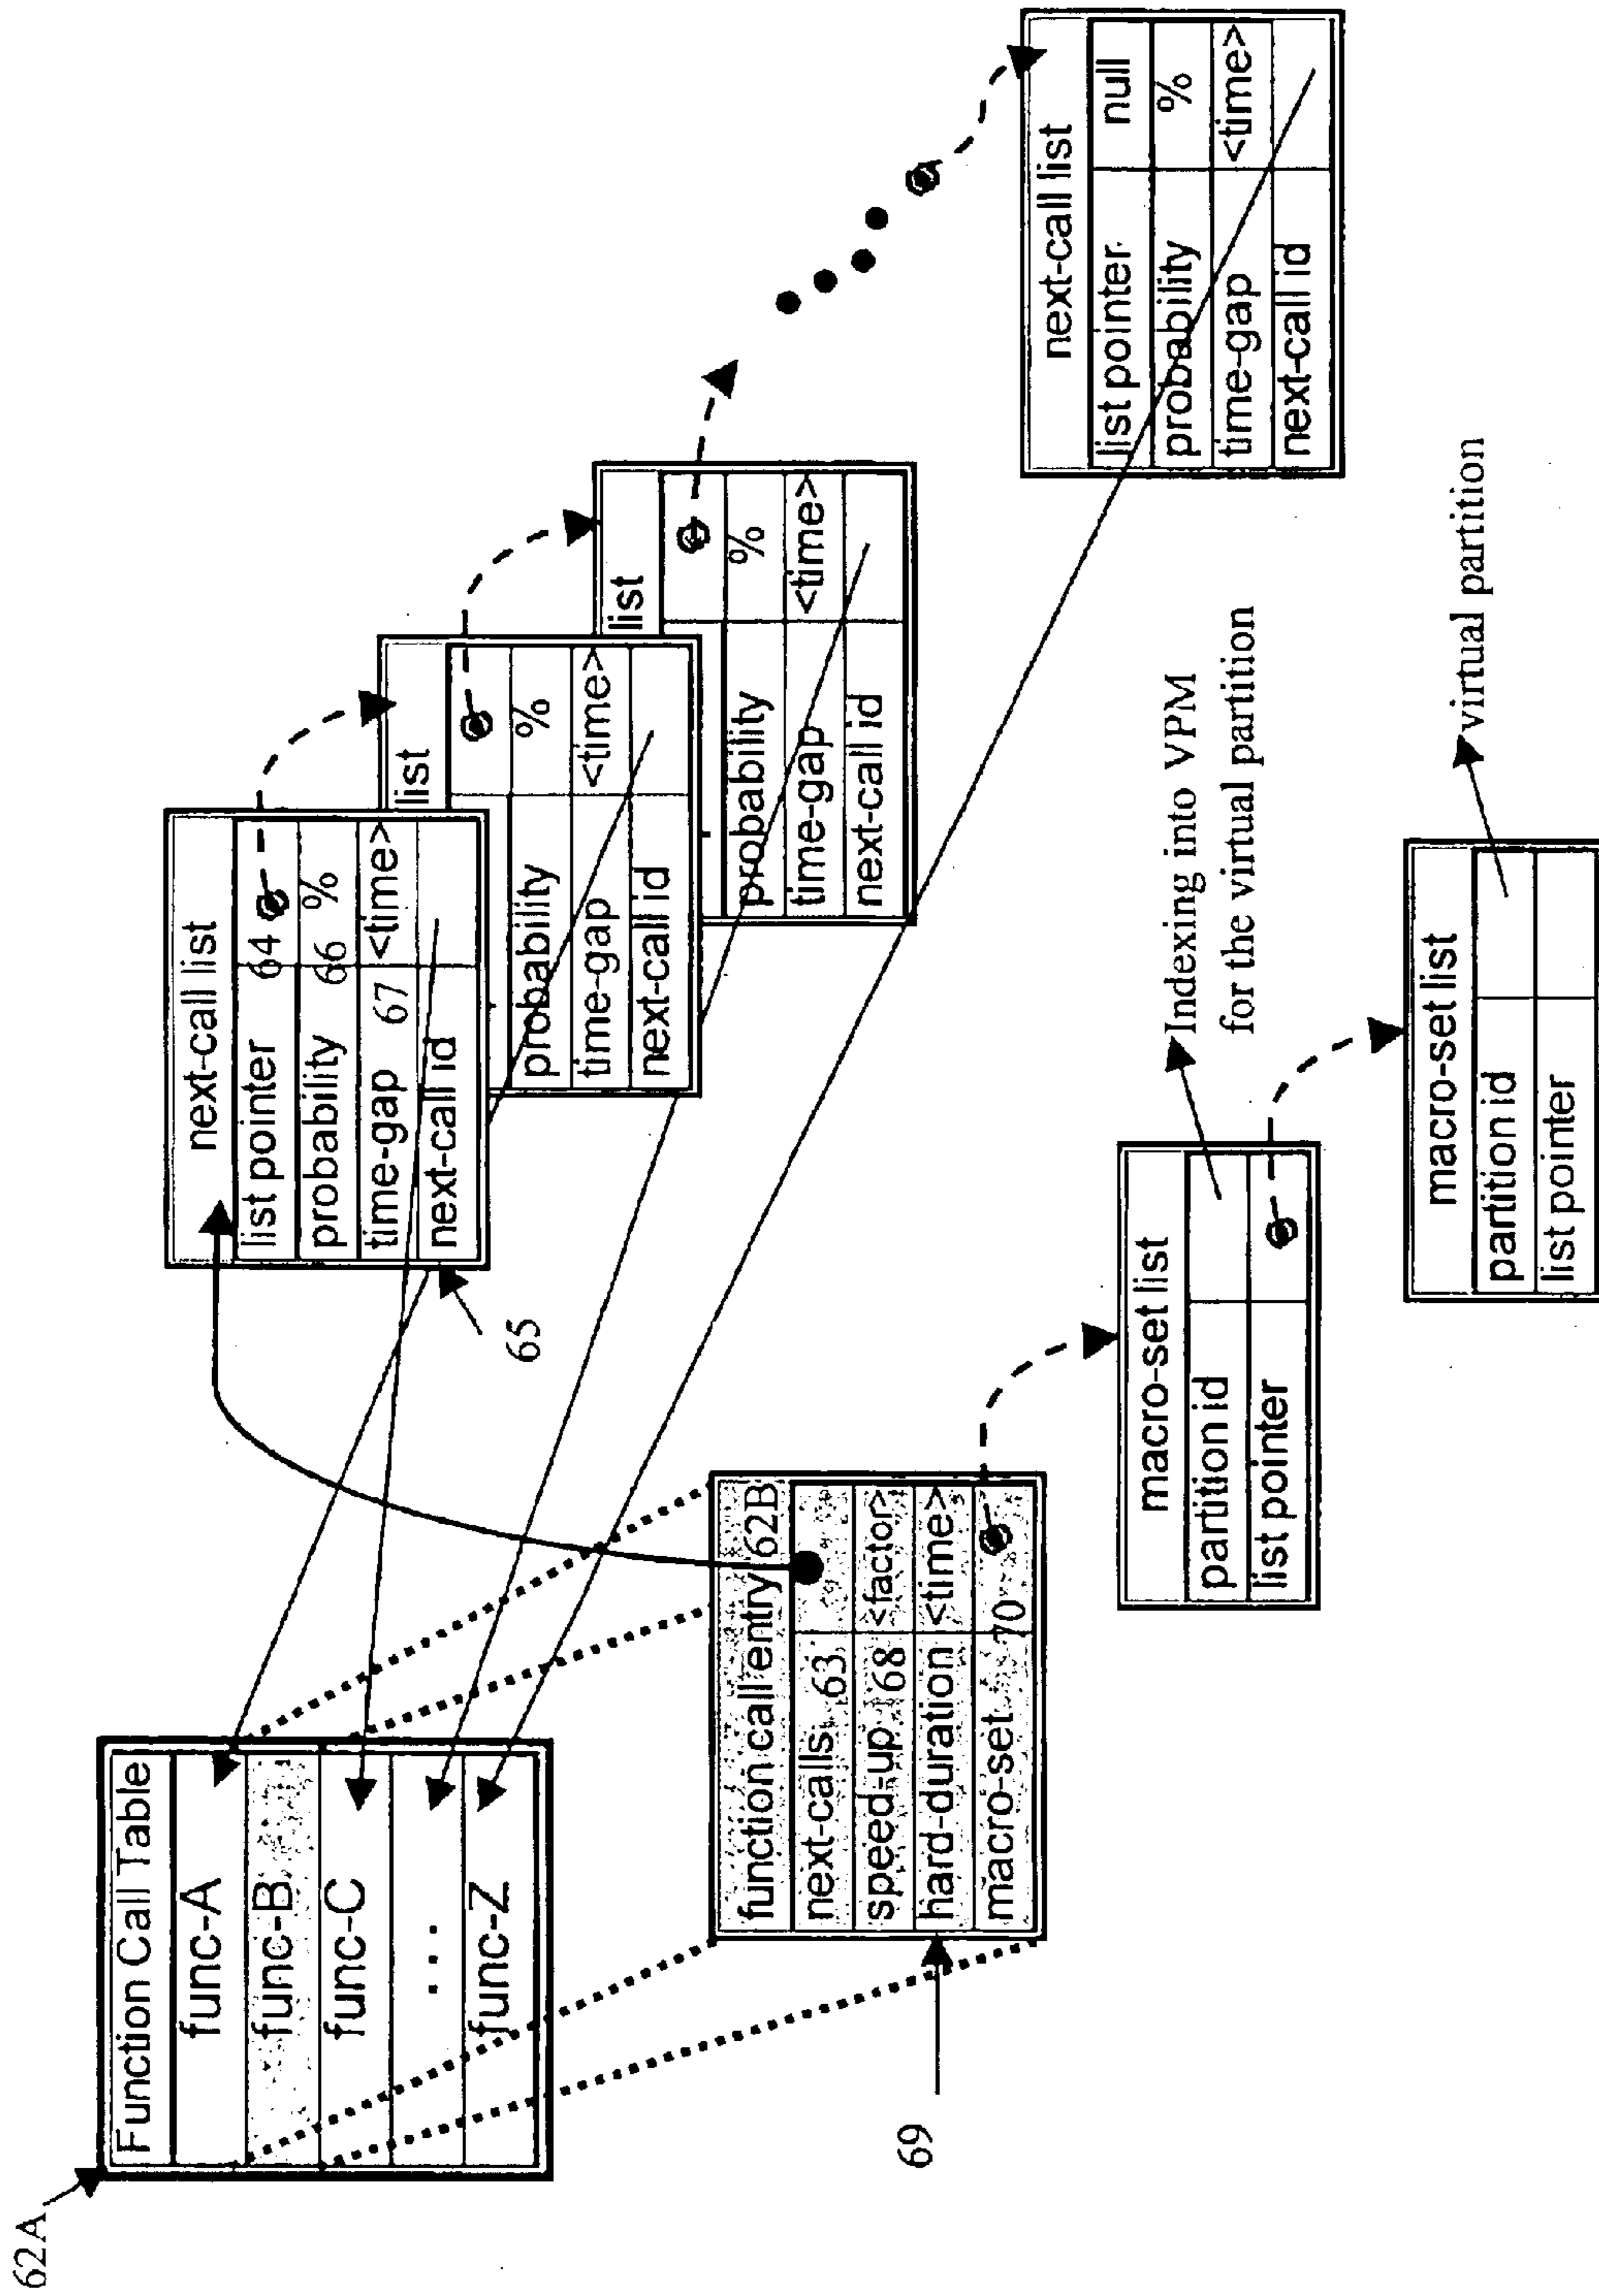 62A
Function Call Table
func-A
func-B
func-C
...
func-Z
69
function call entry 62B
next-calls 63
speed-up 68 <factor>
hard-duration <time>
macro-set 70
65
next-call list
list pointer 64
probability 66 %
time-gap 67 <time>
next-call id
list
%
probability
time-gap <time>
next-call id
list
probability %
time-gap <time>
next-call id
next-call list
list pointer null
probability %
time-gap <time>
next-call id
macro-set list
partition id
list pointer
Indexing into VPM
for the virtual partition
macro-set list
partition id
list pointer
virtual partition